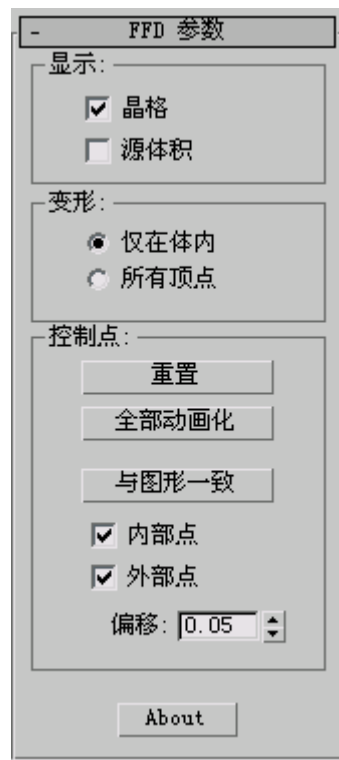 - FFD 参数
显示:
晶格
源体积
变形:
仅在体内
所有顶点
控制点:
重置
全部动画化
与图形一致
内部点
外部点
偏移: 0.05
About